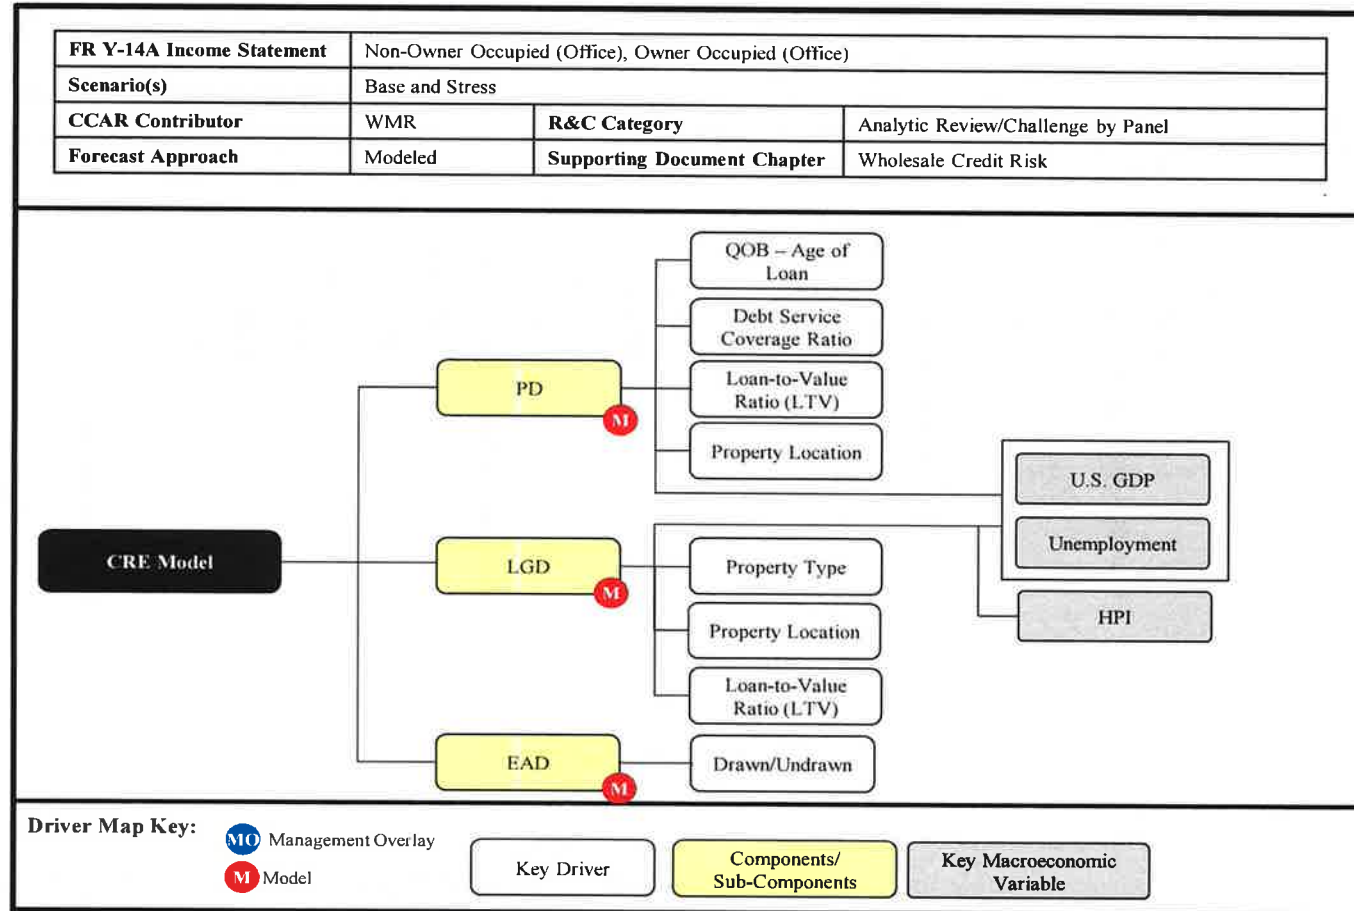 FR Y-14A Income Statement
Non-Owner Occupied (Office), Owner Occupied (Office)
Scenario(s)
Base and Stress
CCAR Contributor
WMR
R&C Category
Analytic Review/Challenge by Panel
Forecast Approach
Modeled
Supporting Document Chapter
Wholesale Credit Risk
QOB – Age of
Loan
Debt Service
Coverage Ratio
PD
M
Loan-to-Value
Ratio (LTV)
Property Location
U.S. GDP
Unemployment
HPI
CRE Model
LGD
M
Property Type
Property Location
Loan-to-Value
Ratio (LTV)
EAD
M
Drawn/Undrawn
Driver Map Key:
MO Management Overlay
M Model
Key Driver
Components/
Sub-Components
Key Macroeconomic
Variable